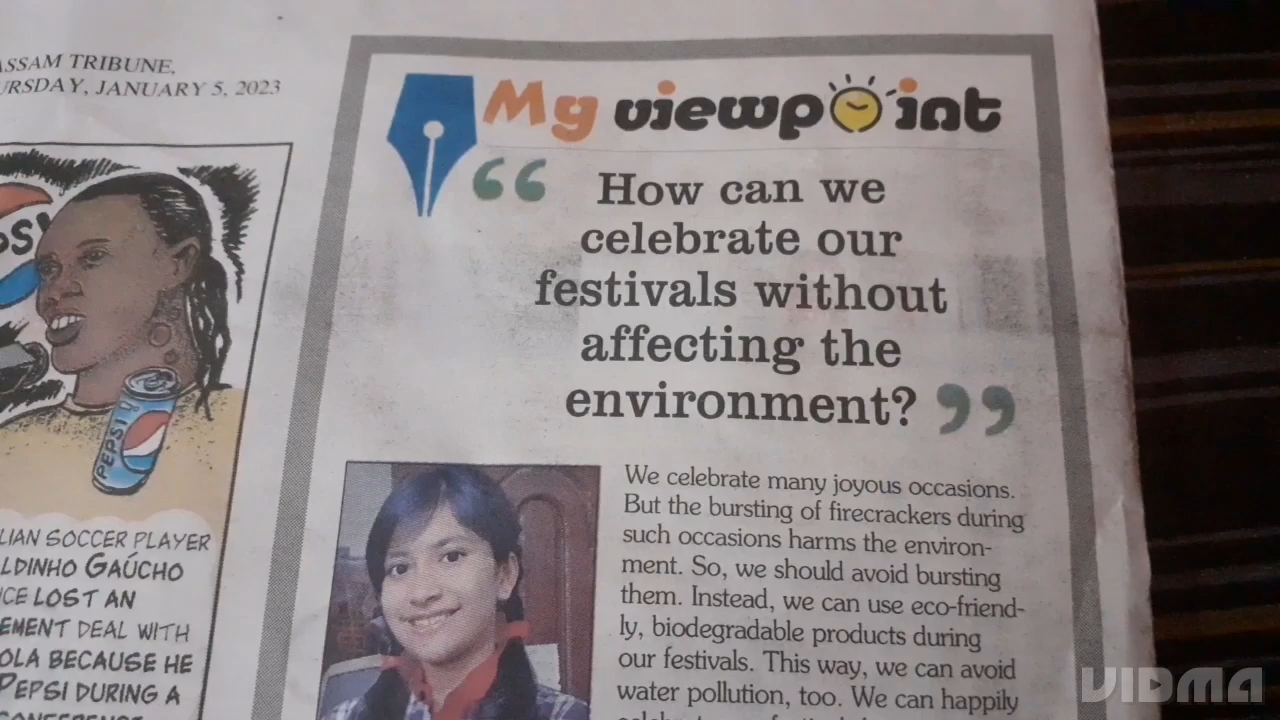 ASSAM TRIBUNE,
JANUARY 5, 2023
My viewpoint
“ How can we
celebrate our
festivals without
affecting the
environment? ”
PEPSI
LIAN SOCCER PLAYER
LDINHO GAÚCHO
CE LOST AN
EMENT DEAL WITH
OLA BECAUSE HE
PEPSI DURING A
We celebrate many joyous occasions.
But the bursting of firecrackers during
such occasions harms the environ-
ment. So, we should avoid bursting
them. Instead, we can use eco-friend-
ly, biodegradable products during
our festivals. This way, we can avoid
water pollution, too. We can happily
VIDMA